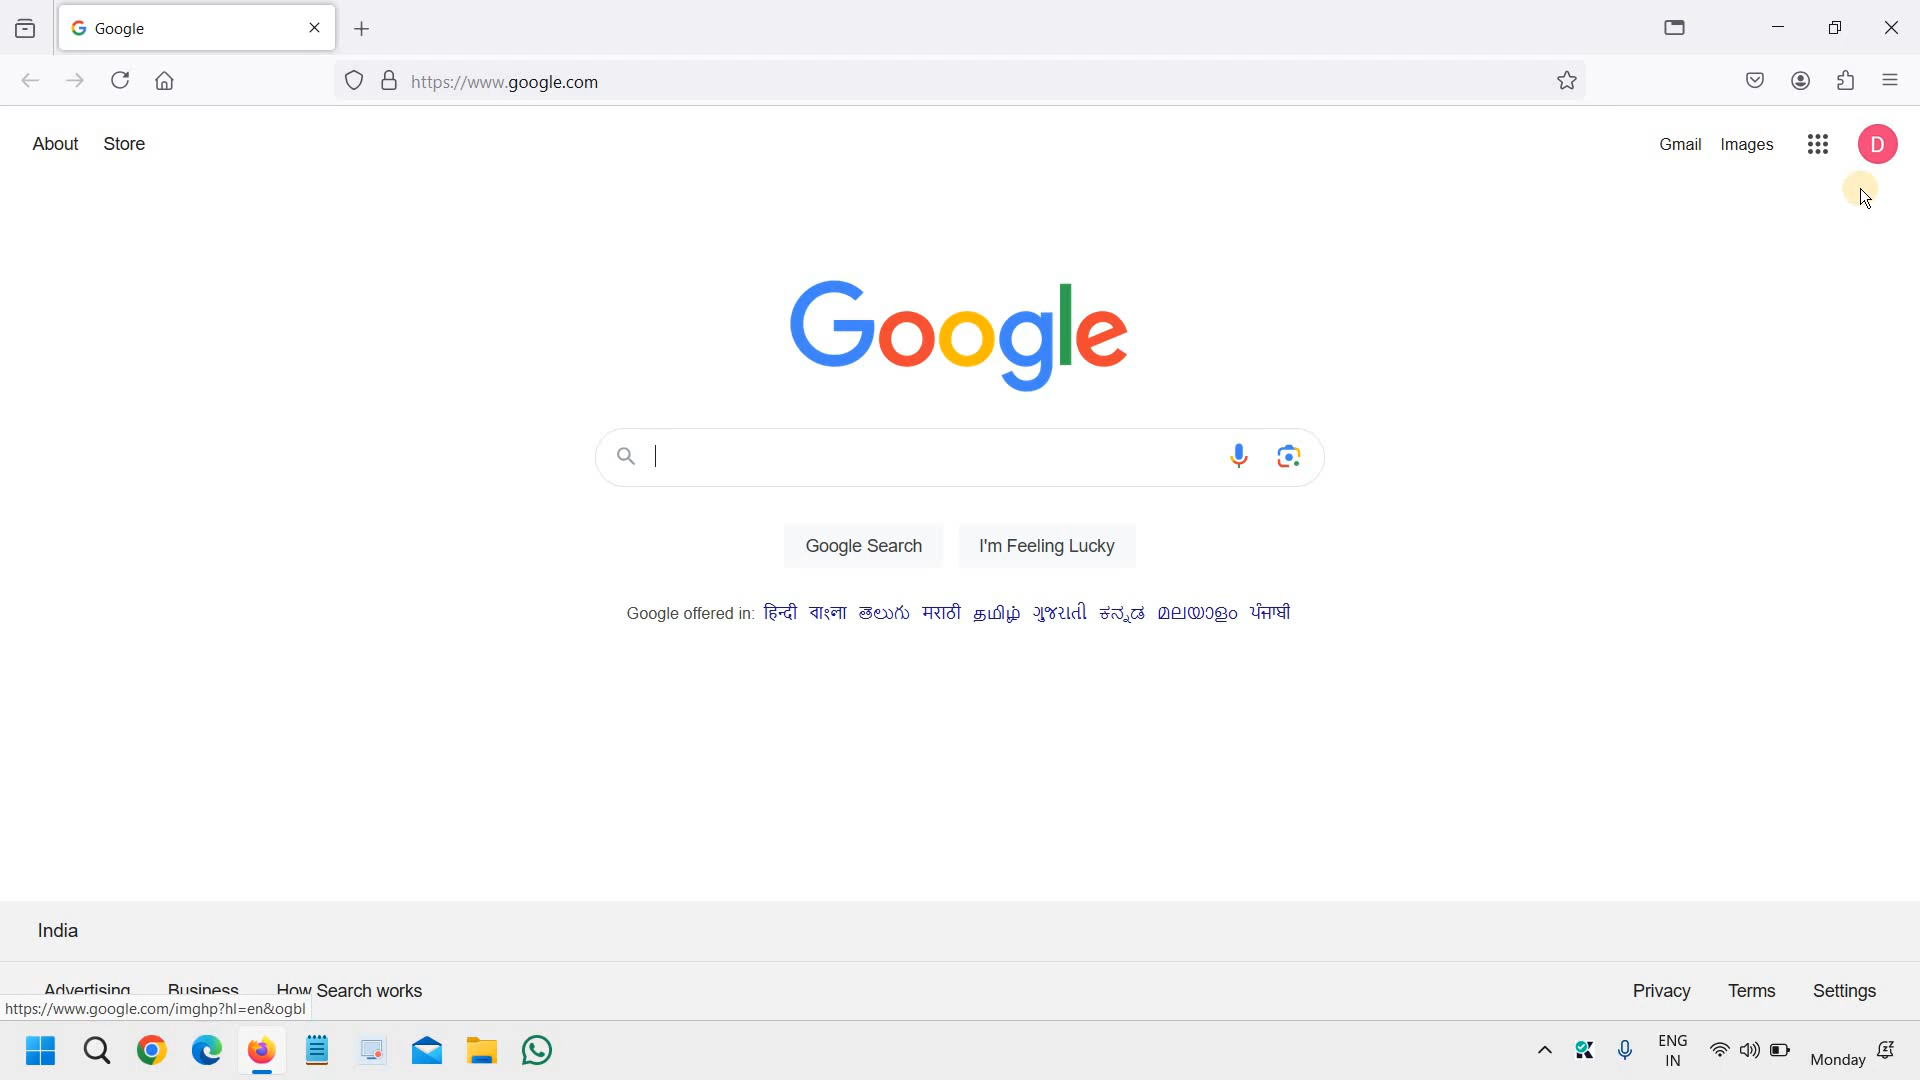 Google
https://www.google.com
About Store
Gmail Images D
Google
Google Search I'm Feeling Lucky
Google offered in: हिन्दी বাংলা తెలుగు मराठी தமிழ் ગુજરાતી ಕನ್ನಡ മലയാളം ਪੰਜਾਬੀ
India
Advertising Business How Search works
Privacy Terms Settings
https://www.google.com/imghp?hl=en&ogbl
ENG
IN
Monday